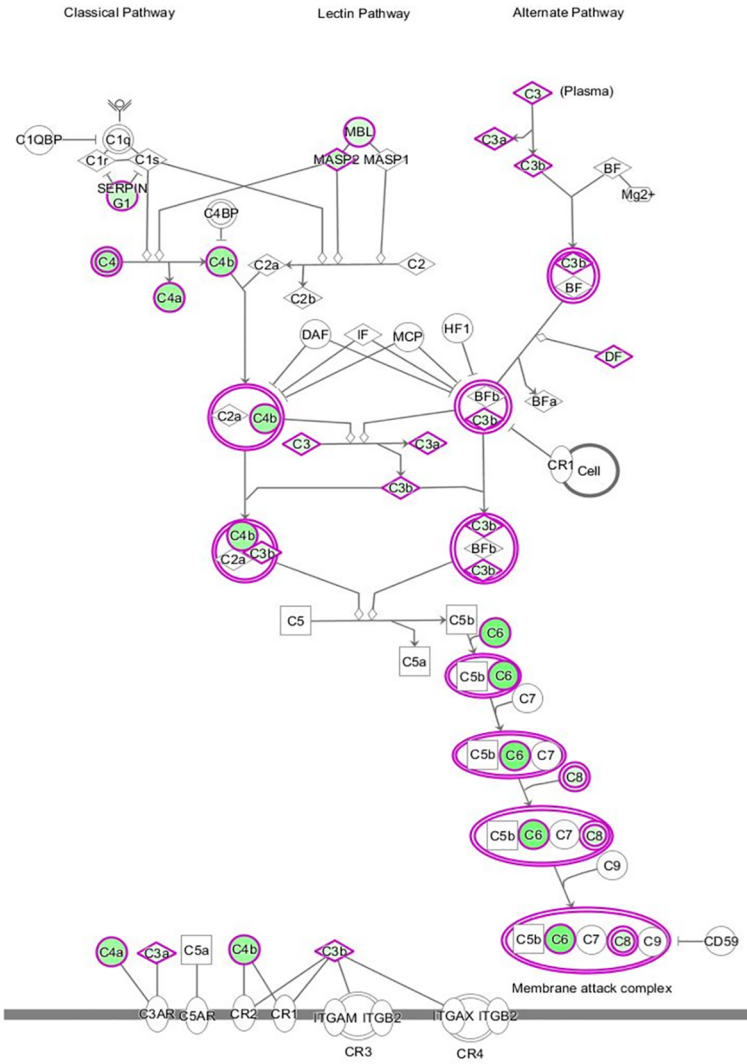 Classical Pathway Lectin Pathway Alternate Pathway
C3 (Plasma)
C1QBP C1q MBL C3a
C1r C1s MASP2 MASP1 C3b BF
SERPIN Mg2+
G1
C4BP
C4 C4b C2a C2 C3b
C4a C2b BF
DAF IF MCP HF1
DF
C2a C4b BFb BFa
C3b
C3 C3a
CR1 Cell
C3b
C4b C3b
C2a C3b BFb
C3b
C5 C5b C6
C5a C5b C6
C7
C5b C6 C7
C8
C5b C6 C7 C8
C9
C4a C3a C5a C4b C3b C5b C6 C7 C8 C9 CD59
Membrane attack complex
C3AR C5AR CR2 CR1 ITGAM ITGB2 ITGAX ITGB2
CR3 CR4